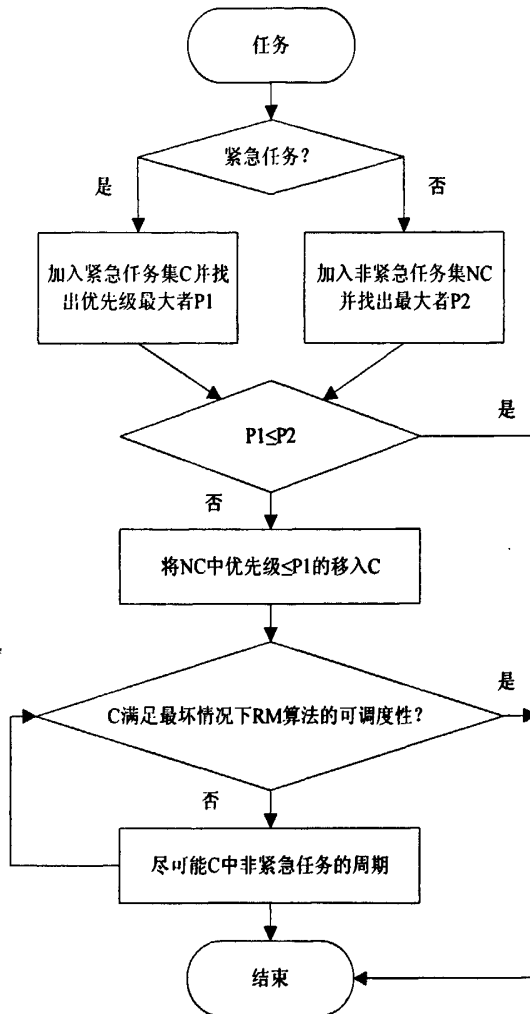 任务
紧急任务?
是
否
加入紧急任务集C并找
出优先级最大者P1
加入非紧急任务集NC
并找出最大者P2
P1≤P2
是
否
将NC中优先级≤P1的移入C
C满足最坏情况下RM算法的可调度性?
是
否
尽可能C中非紧急任务的周期
结束